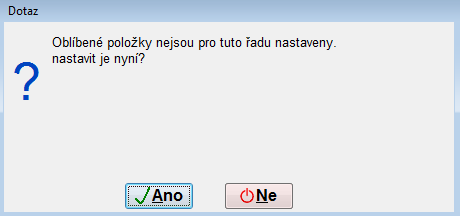 Dotaz
Oblíbené položky nejsou pro tuto řadu nastaveny.
nastavit je nyní?
?
Ano
Ne